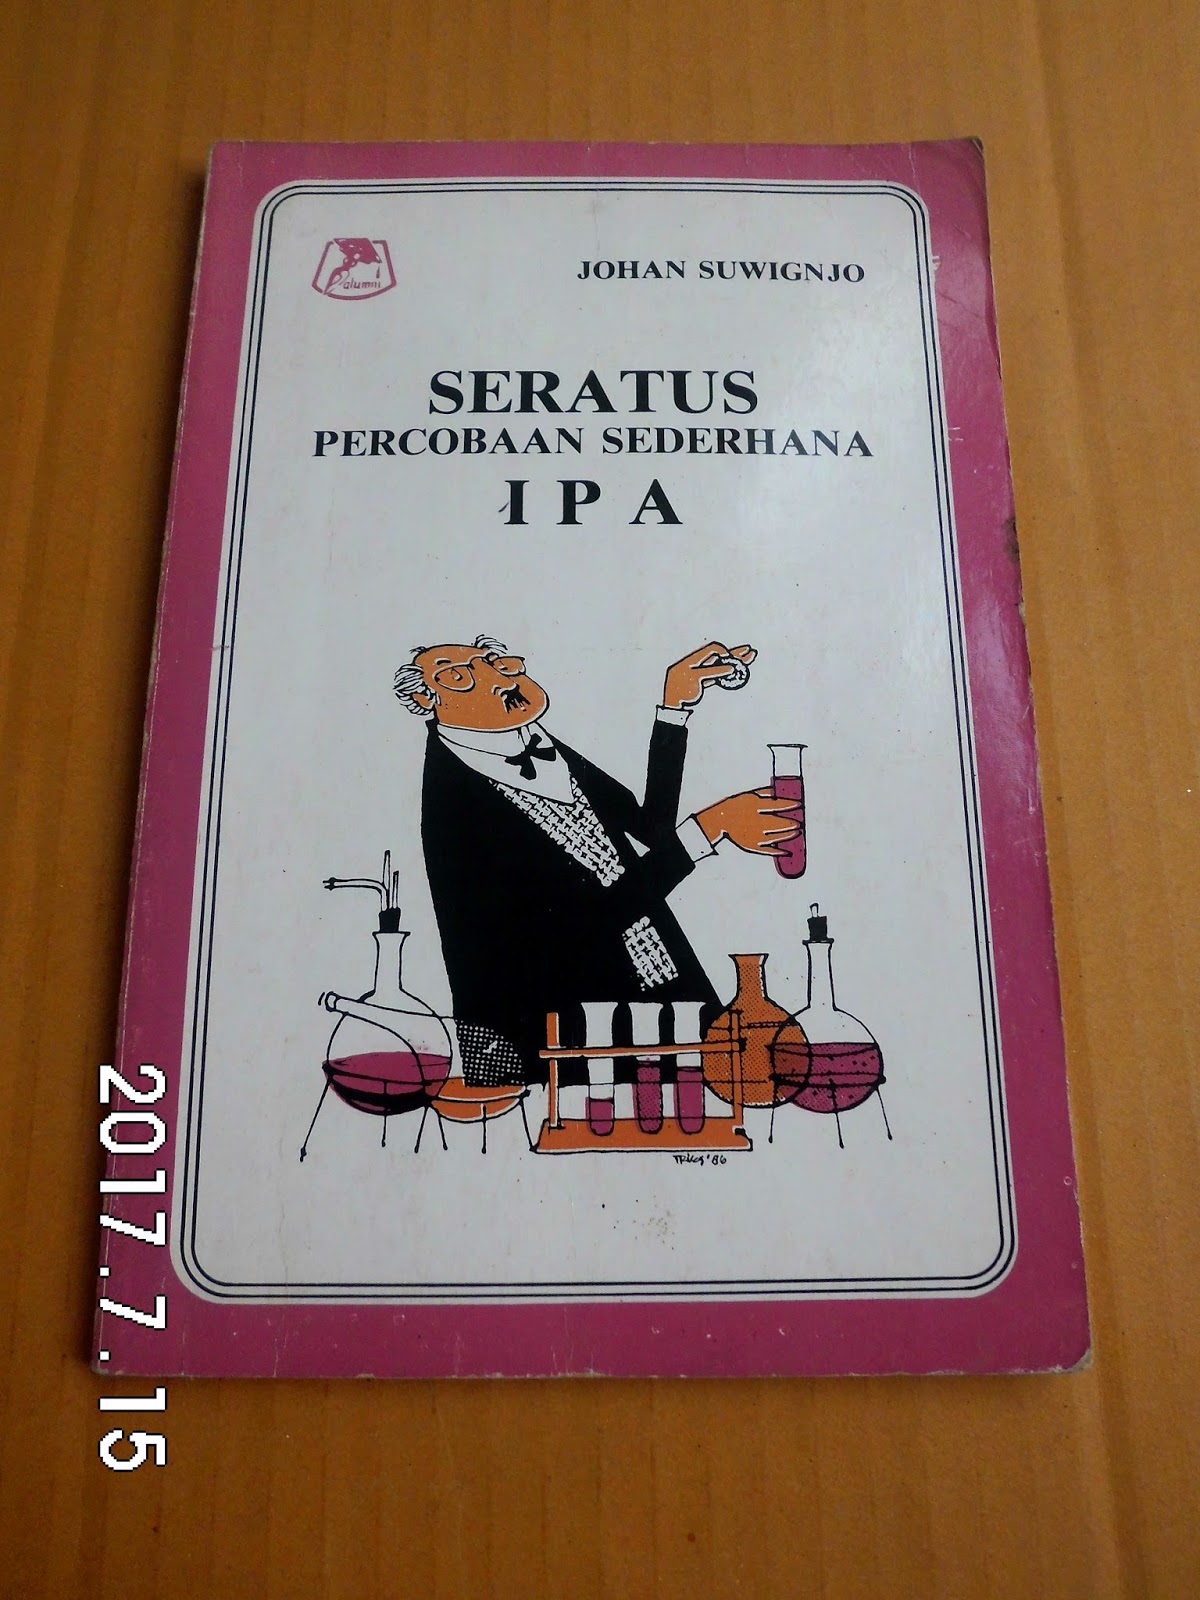 alumni
JOHAN SUWIGNJO
SERATUS
PERCOBAAN SEDERHANA
IPA
2017.7.15